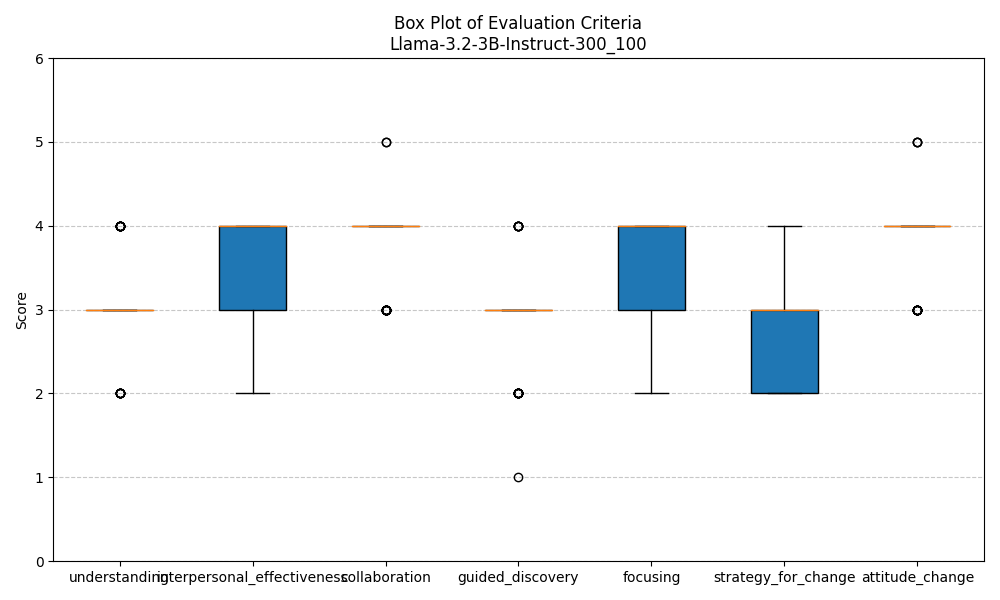 Box Plot of Evaluation Criteria
Llama-3.2-3B-Instruct-300_100
6
5
4
3
2
1
0
Score
understanding interpersonal_effectiveness collaboration guided_discovery focusing strategy_for_change attitude_change